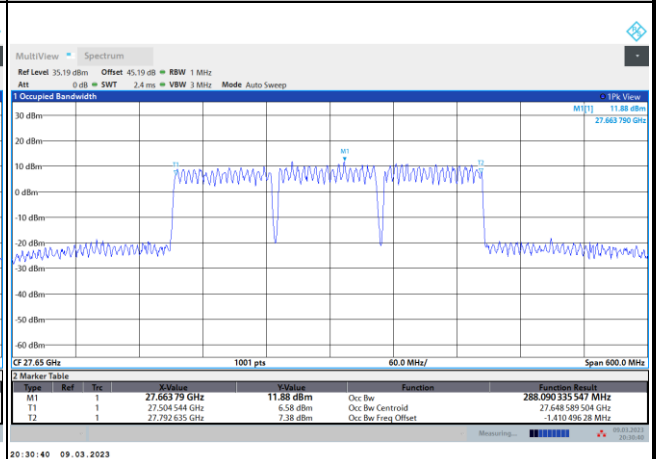 MultiView Spectrum
Ref Level 35.19 dBm Offset 45.19 dB RBW 1 MHz
Att 0 dB SWT 2.4 ms VBW 3 MHz Mode Auto Sweep
1 Occupied Bandwidth 1Pk View
M1[1] 11.88 dBm
27.663 790 GHz
30 dBm
20 dBm
M1
T1 T2
10 dBm
0 dBm
-10 dBm
-20 dBm
-30 dBm
-40 dBm
-50 dBm
-60 dBm
CF 27.65 GHz 1001 pts 60.0 MHz/ Span 600.0 MHz
2 Marker Table
Type Ref Trc X-Value Y-Value Function Function Result
M1 1 27.663 79 GHz 11.88 dBm Occ Bw 288.090 335 547 MHz
T1 1 27.504 544 GHz 6.58 dBm Occ Bw Centroid 27.648 589 504 GHz
T2 1 27.792 635 GHz 7.38 dBm Occ Bw Freq Offset -1.410 496 28 MHz
Measuring... 09.03.2023
20:30:40
20:30:40 09.03.2023